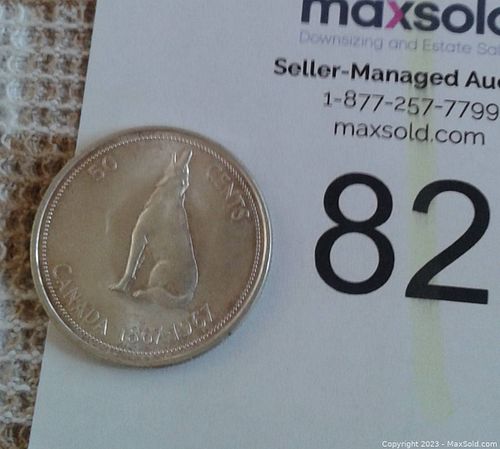 maxsold
Downsizing and Estate Sa
Seller-Managed Auc
1-877-257-7799
maxsold.com
82
50 CENTS
CANADA 1867-1967
Copyright 2023 - MaxSold.com